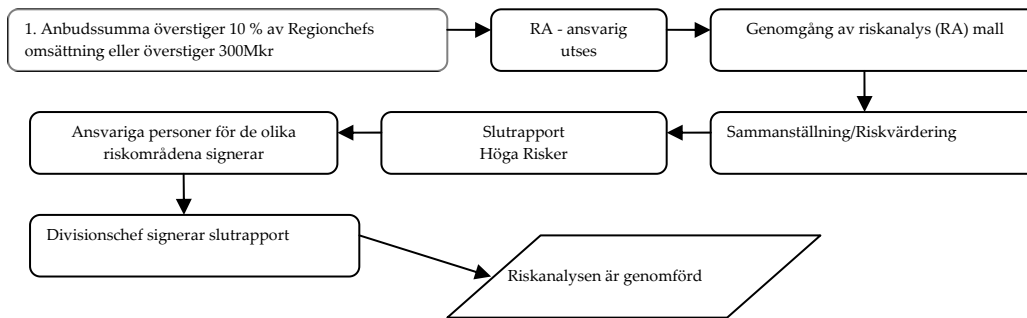 1. Anbudssumma överstiger 10 % av Regionchefs
omsättning eller överstiger 300Mkr
RA - ansvarig
utses
Genomgång av riskanalys (RA) mall
Sammanställning/Riskvärdering
Slutrapport
Höga Risker
Ansvariga personer för de olika
riskområdena signerar
Divisionschef signerar slutrapport
Riskanalysen är genomförd